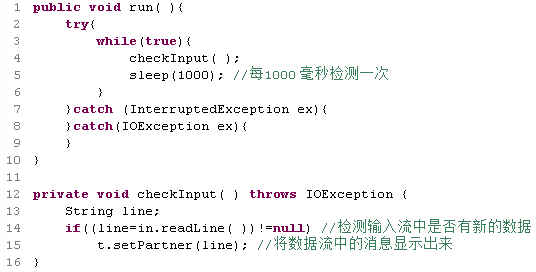 1 public void run( ){
2     try{
3         while(true){
4             checkInput( );
5             sleep(1000); //每1000毫秒检测一次
6         }
7     }catch (InterruptedException ex){
8     }catch(IOException ex){
9     }
10 }
11
12 private void checkInput( ) throws IOException {
13     String line;
14     if((line=in.readLine( ))!=null) //检测输入流中是否有新的数据
15         t.setPartner(line); //将数据流中的消息显示出来
16 }